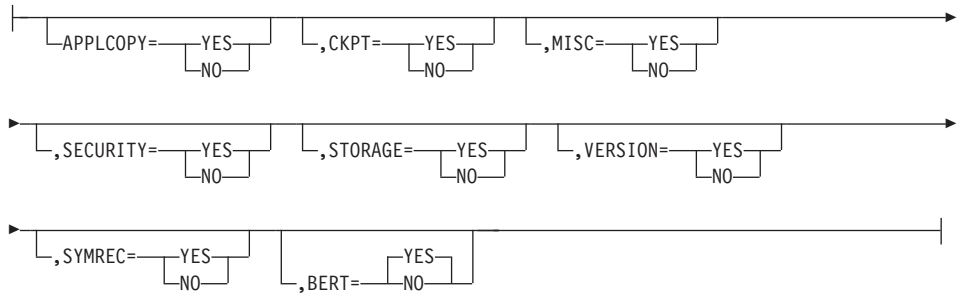 APPLCOPY= YES ,CKPT= YES ,MISC= YES
NO NO NO
,SECURITY= YES ,STORAGE= YES ,VERSION= YES
NO NO NO
,SYMREC= YES YES
NO ,BERT= NO